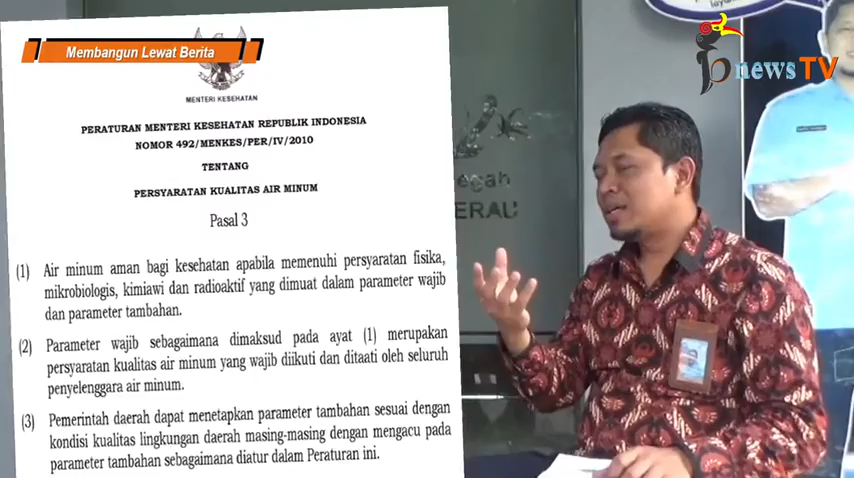 Membangun Lewat Berita
bnews TV
MENTERI KESEHATAN
PERATURAN MENTERI KESEHATAN REPUBLIK INDONESIA
NOMOR 492/MENKES/PER/IV/2010
TENTANG
PERSYARATAN KUALITAS AIR MINUM
Pasal 3
(1) Air minum aman bagi kesehatan apabila memenuhi persyaratan fisika,
mikrobiologis, kimiawi dan radioaktif yang dimuat dalam parameter wajib
dan parameter tambahan.
(2) Parameter wajib sebagaimana dimaksud pada ayat (1) merupakan
persyaratan kualitas air minum yang wajib diikuti dan ditaati oleh seluruh
penyelenggara air minum.
(3) Pemerintah daerah dapat menetapkan parameter tambahan sesuai dengan
kondisi kualitas lingkungan daerah masing-masing dengan mengacu pada
parameter tambahan sebagaimana diatur dalam Peraturan ini.
egah
ERAU